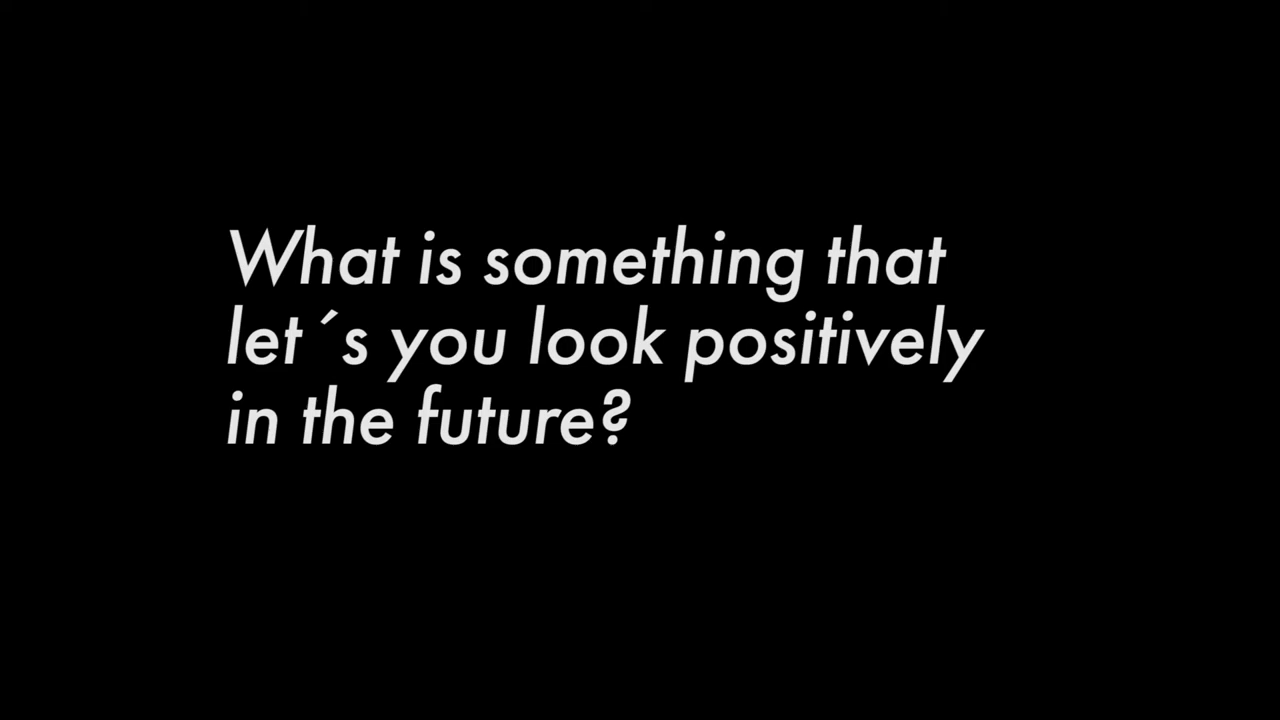 What is something that
let´s you look positively
in the future?